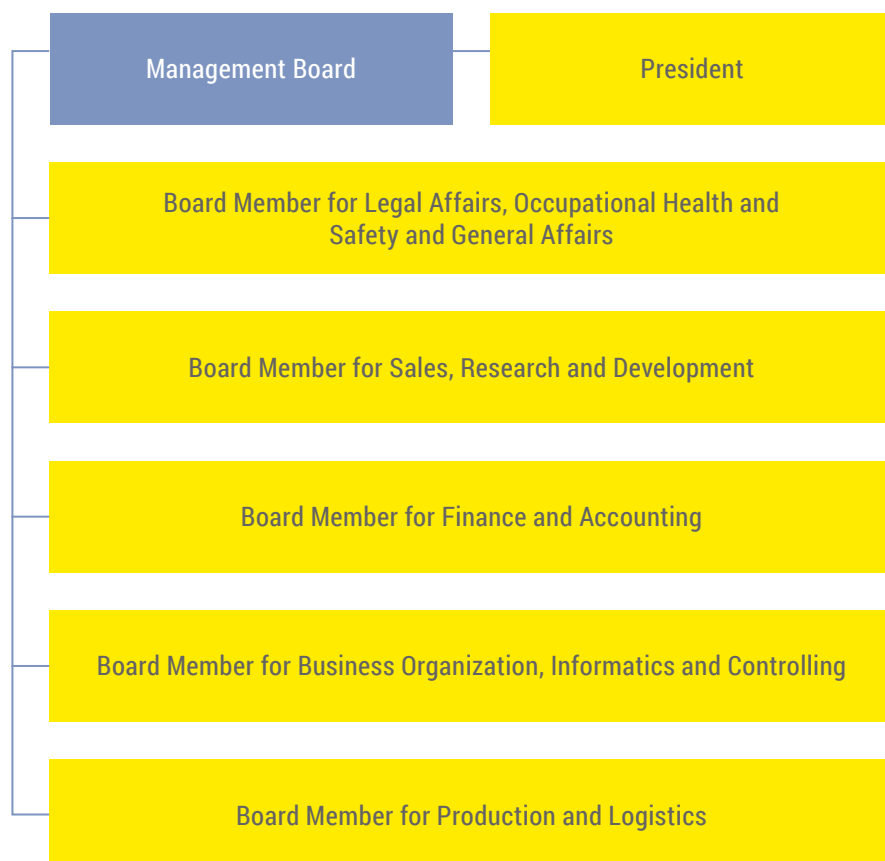 Management Board
President
Board Member for Legal Affairs, Occupational Health and
Safety and General Affairs
Board Member for Sales, Research and Development
Board Member for Finance and Accounting
Board Member for Business Organization, Informatics and Controlling
Board Member for Production and Logistics